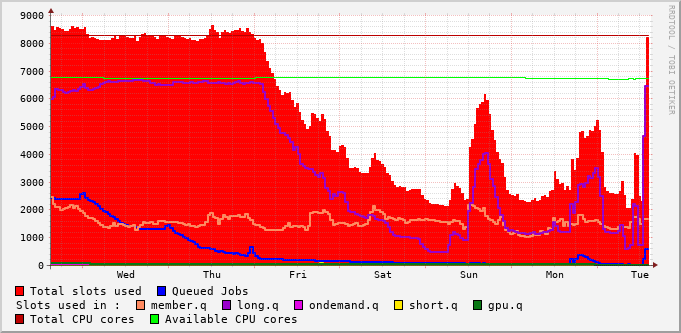 9000
8000
7000
6000
5000
4000
3000
2000
1000
0
Wed Thu Fri Sat Sun Mon Tue
RRDTOOL / TOBI OETIKER
Total slots used Queued Jobs
Slots used in : member.q long.q ondemand.q short.q gpu.q
Total CPU cores Available CPU cores